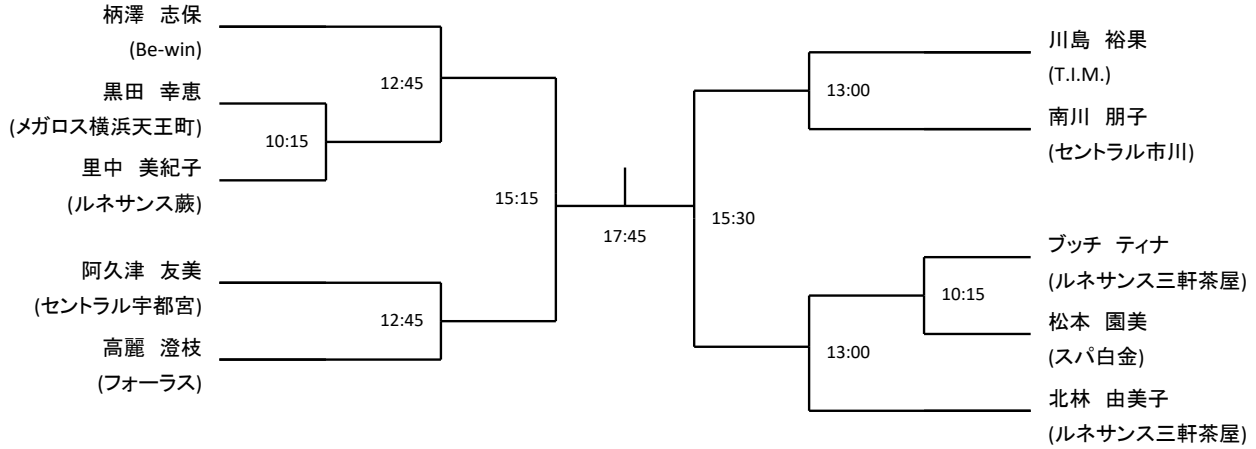 柄澤 志保
(Be-win)
12:45
黒田 幸恵
(メガロス横浜天王町)
10:15
里中 美紀子
(ルネサンス蕨)
15:15
阿久津 友美
(セントラル宇都宮)
12:45
高麗 澄枝
(フォーラス)
17:45
川島 裕果
(T.I.M.)
13:00
南川 朋子
(セントラル市川)
15:30
ブッチ ティナ
(ルネサンス三軒茶屋)
10:15
松本 園美
(スパ白金)
13:00
北林 由美子
(ルネサンス三軒茶屋)